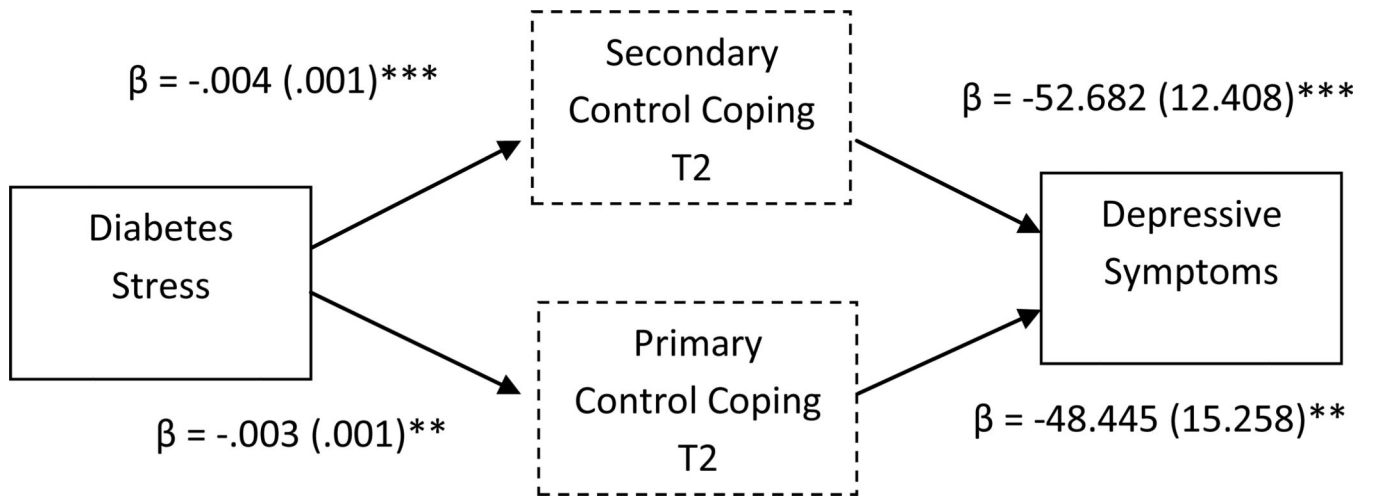 β = -.004 (.001)***
Secondary
Control Coping
T2
β = -52.682 (12.408)***
Diabetes
Stress
Depressive
Symptoms
Primary
Control Coping
T2
β = -.003 (.001)**
β = -48.445 (15.258)**